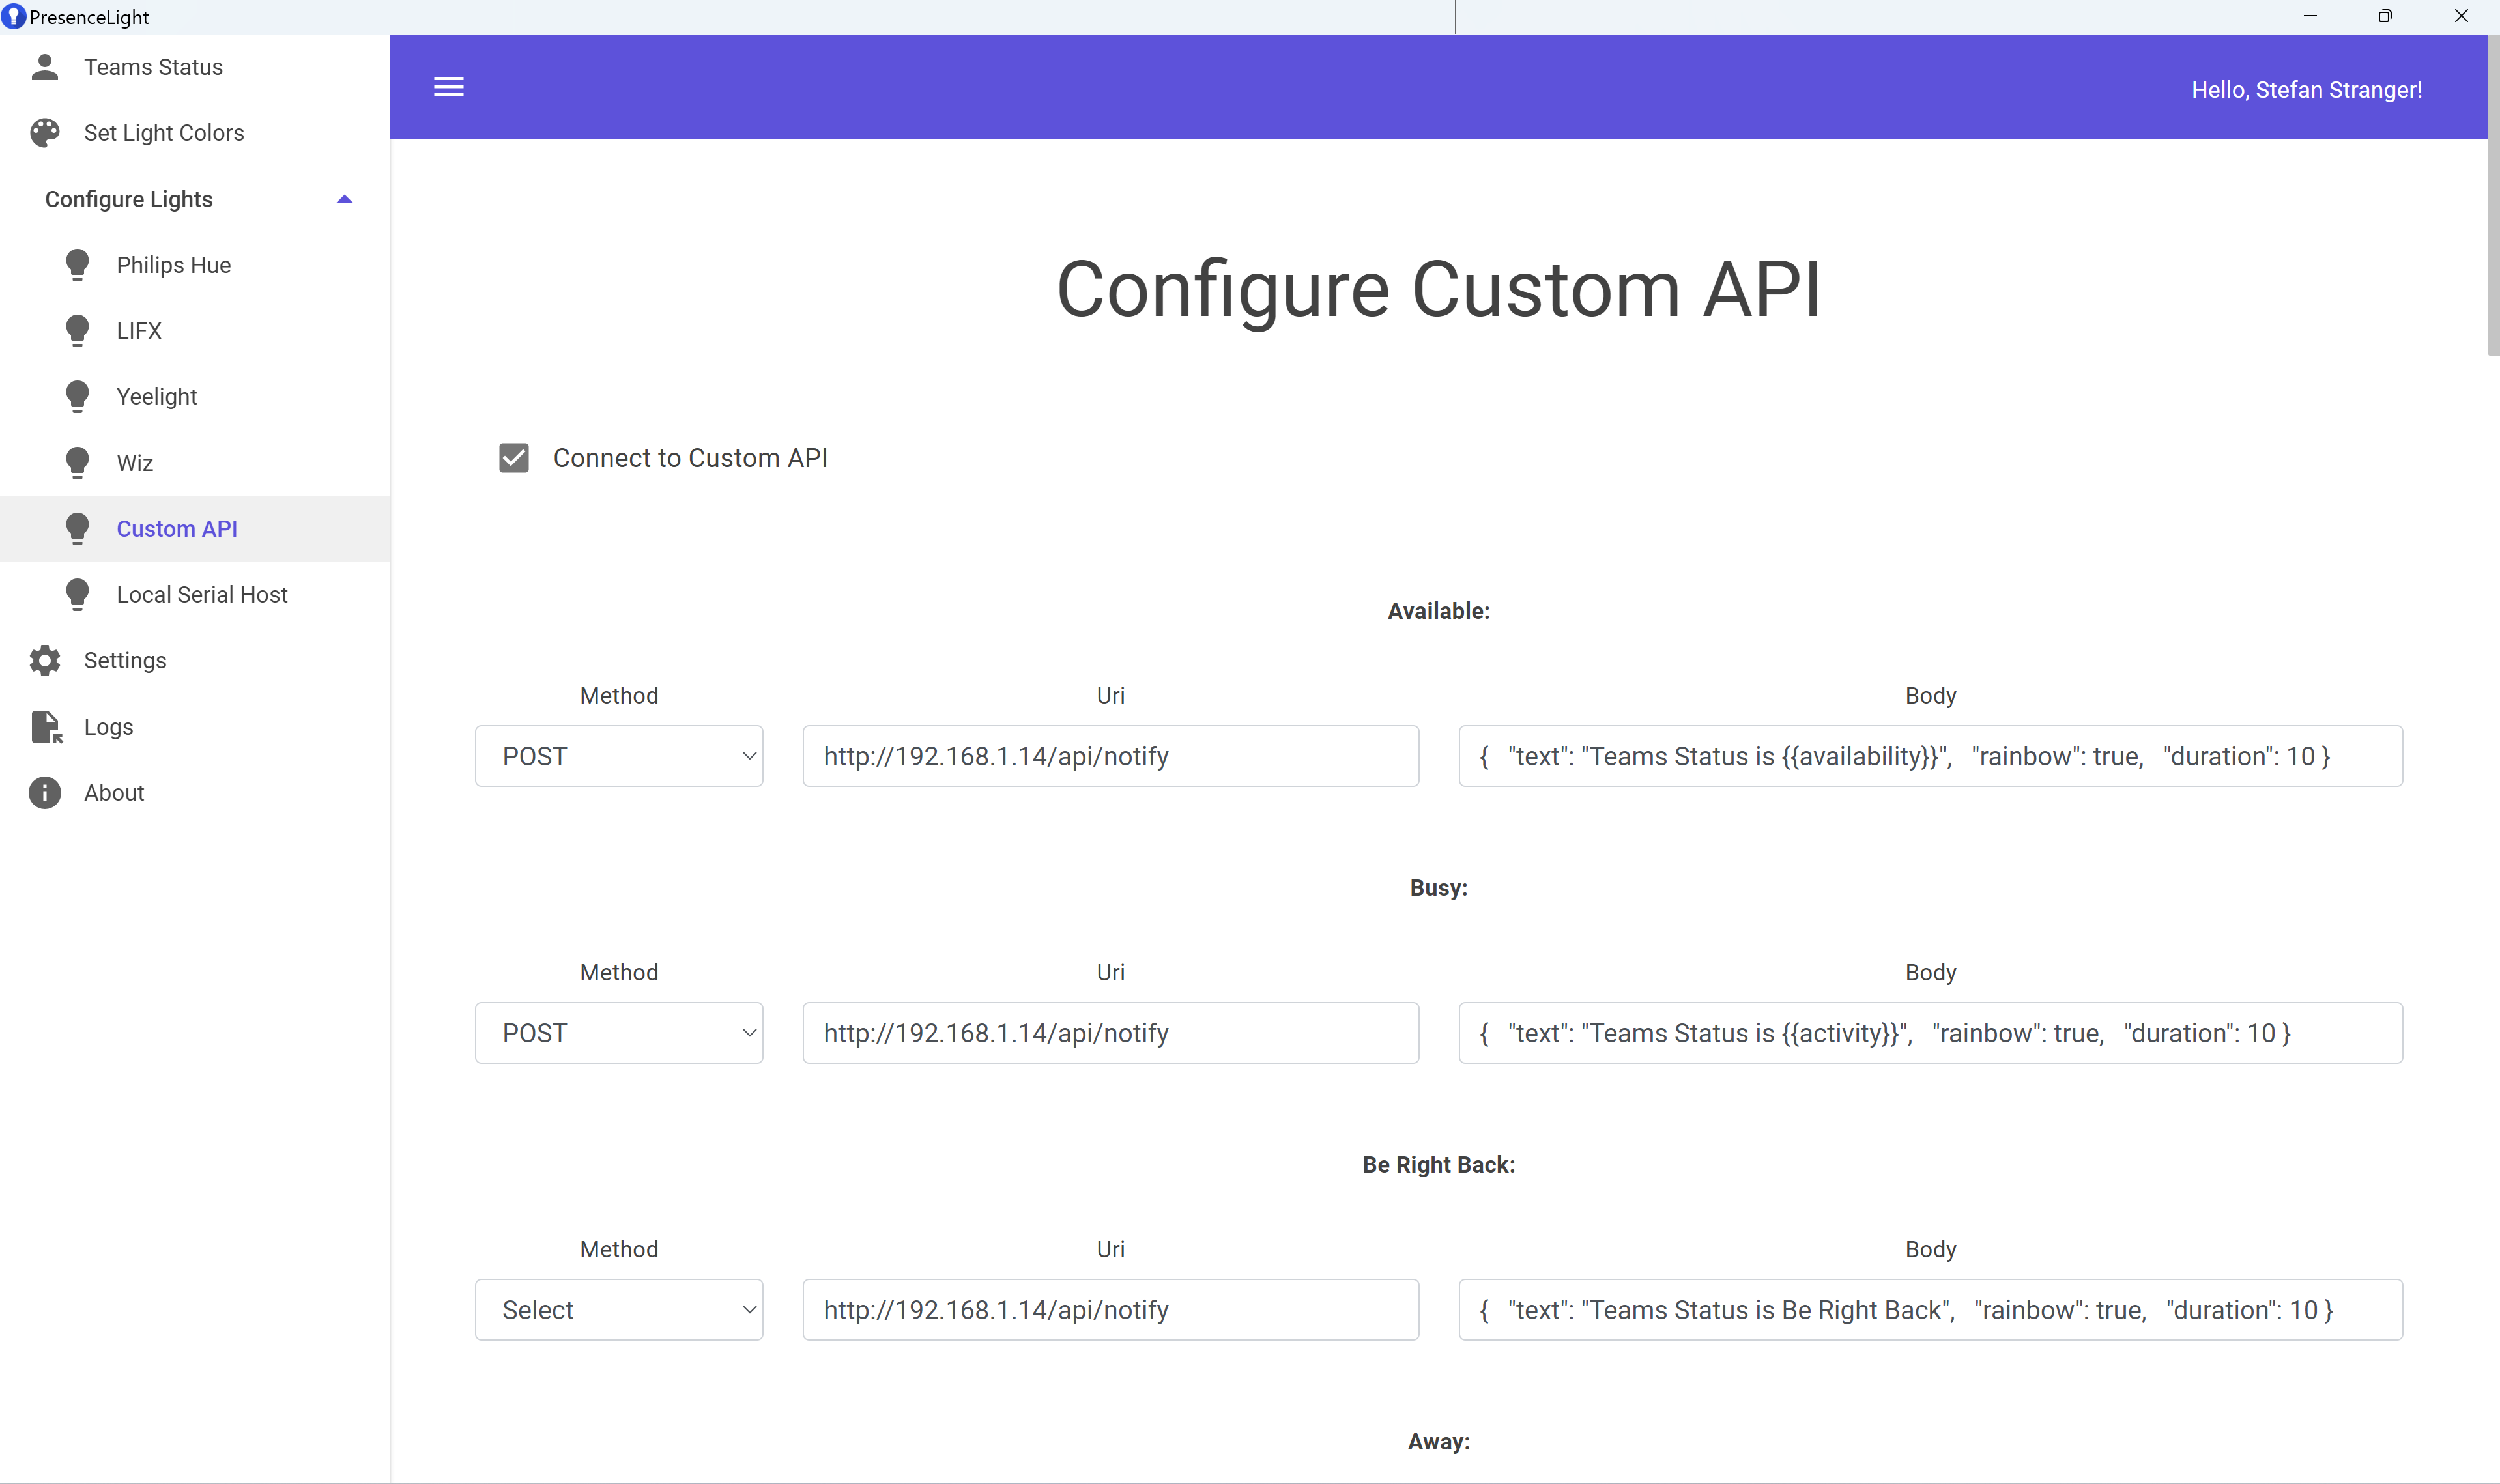 PresenceLight
Teams Status
Set Light Colors
Configure Lights
Philips Hue
LIFX
Yeelight
Wiz
Custom API
Local Serial Host
Settings
Logs
About
Hello, Stefan Stranger!
Configure Custom API
Connect to Custom API
Available:
Method Uri Body
POST http://192.168.1.14/api/notify {   "text": "Teams Status is {{availability}}",   "rainbow": true,   "duration": 10 }
Busy:
Method Uri Body
POST http://192.168.1.14/api/notify {   "text": "Teams Status is {{activity}}",   "rainbow": true,   "duration": 10 }
Be Right Back:
Method Uri Body
Select http://192.168.1.14/api/notify {   "text": "Teams Status is Be Right Back",   "rainbow": true,   "duration": 10 }
Away: